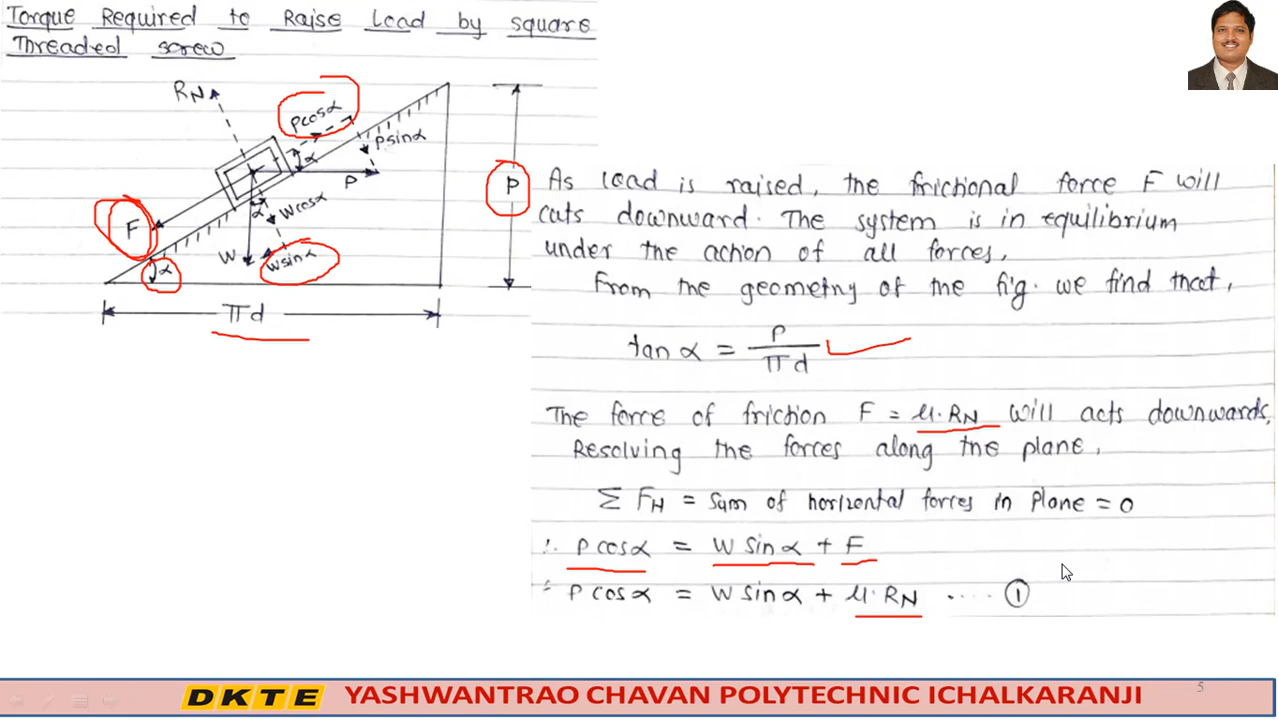 Torque Required to Raise Load by square
Threaded screw
RN
Pcosα
Psinα
α
P
P
F
α
Wcosα
W
Wsinα
α
πd
As load is raised, the frictional force F will
cuts downward. The system is in equilibrium
under the action of all forces.
From the geometry of the fig. we find that,
tan α = P / πd
The force of friction F = μ.RN will acts downwards,
Resolving the forces along the plane,
Σ FH = Sum of horizontal forces in Plane = 0
∴ P cosα = W sinα + F
∴ P cosα = W sinα + μ.RN .... ①
5
DKTE YASHWANTRAO CHAVAN POLYTECHNIC ICHALKARANJI